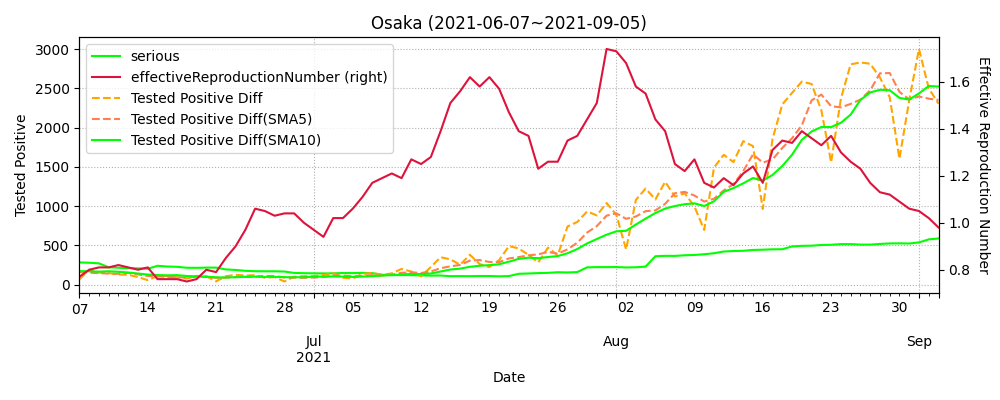 Osaka (2021-06-07~2021-09-05)
serious
effectiveReproductionNumber (right)
Tested Positive Diff
Tested Positive Diff(SMA5)
Tested Positive Diff(SMA10)
Tested Positive
3000
2500
2000
1500
1000
500
0
1.6
1.4
1.2
1.0
0.8
Effective Reproduction Number
07 14 21 28 05 12 19 26 02 09 16 23 30
Jul Aug Sep
2021
Date